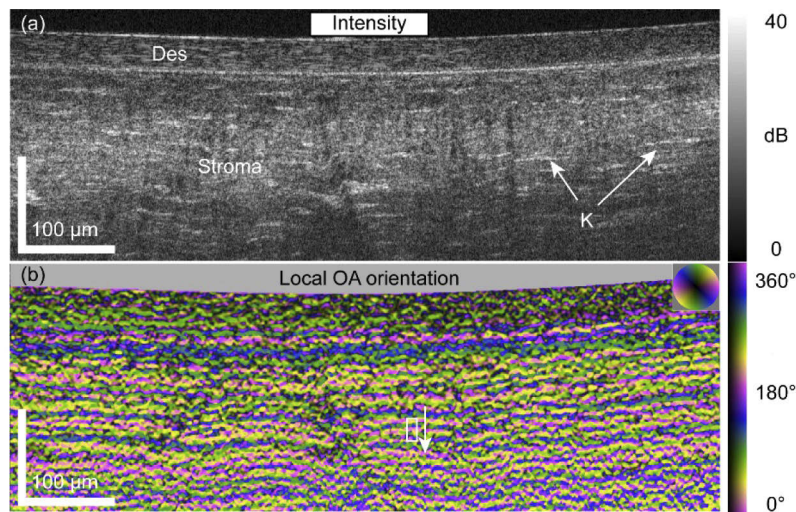 (a)
Intensity
40
Des
dB
Stroma
K
100 µm
0
(b)
Local OA orientation
360°
180°
100 µm
0°